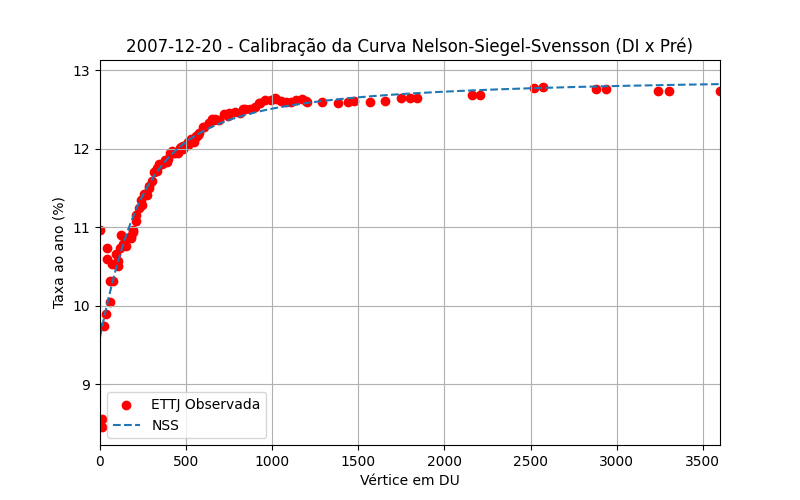 2007-12-20 - Calibração da Curva Nelson-Siegel-Svensson (DI x Pré)
Taxa ao ano (%)
13
12
11
10
9
ETTJ Observada
NSS
0 500 1000 1500 2000 2500 3000 3500
Vértice em DU